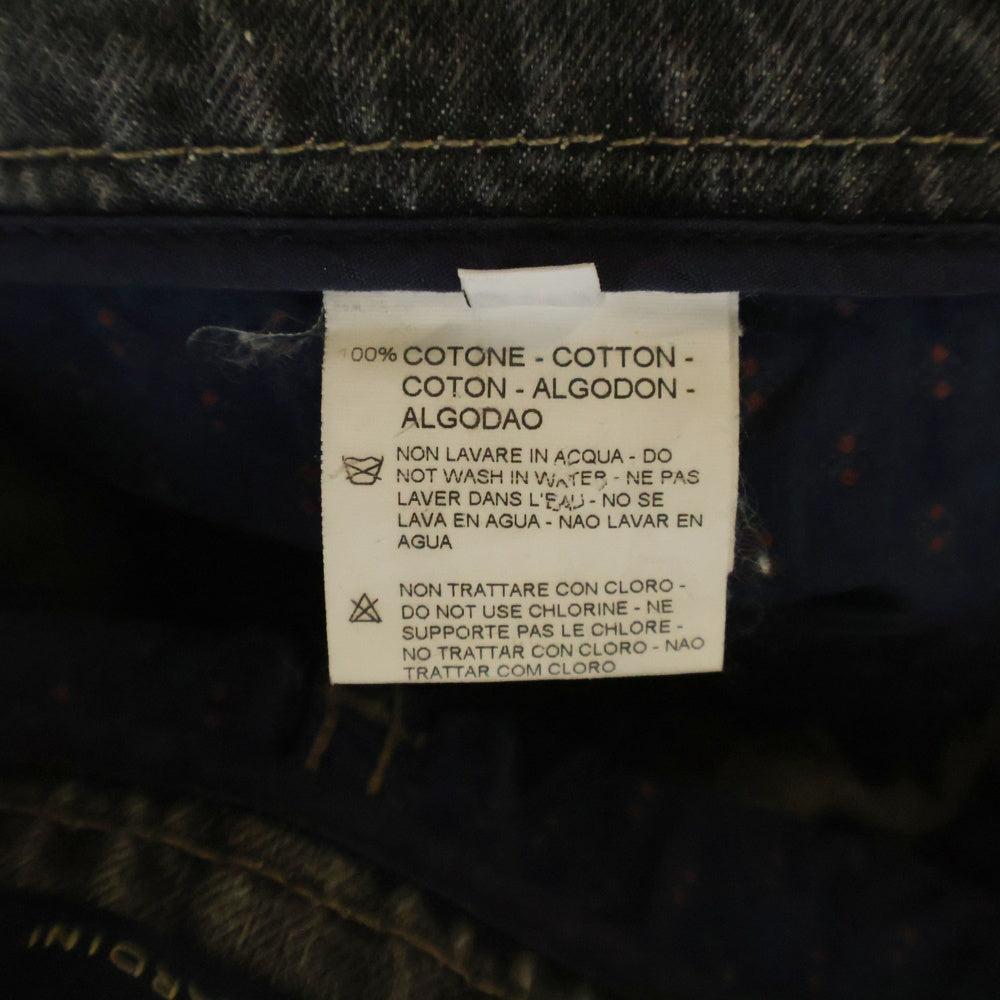 100% COTONE - COTTON -
COTON - ALGODON -
ALGODAO
NON LAVARE IN ACQUA - DO
NOT WASH IN WATER - NE PAS
LAVER DANS L'EAU - NO SE
LAVA EN AGUA - NAO LAVAR EN
AGUA
NON TRATTARE CON CLORO -
DO NOT USE CHLORINE - NE
SUPPORTE PAS LE CHLORE -
NO TRATTAR CON CLORO - NAO
TRATTAR COM CLORO